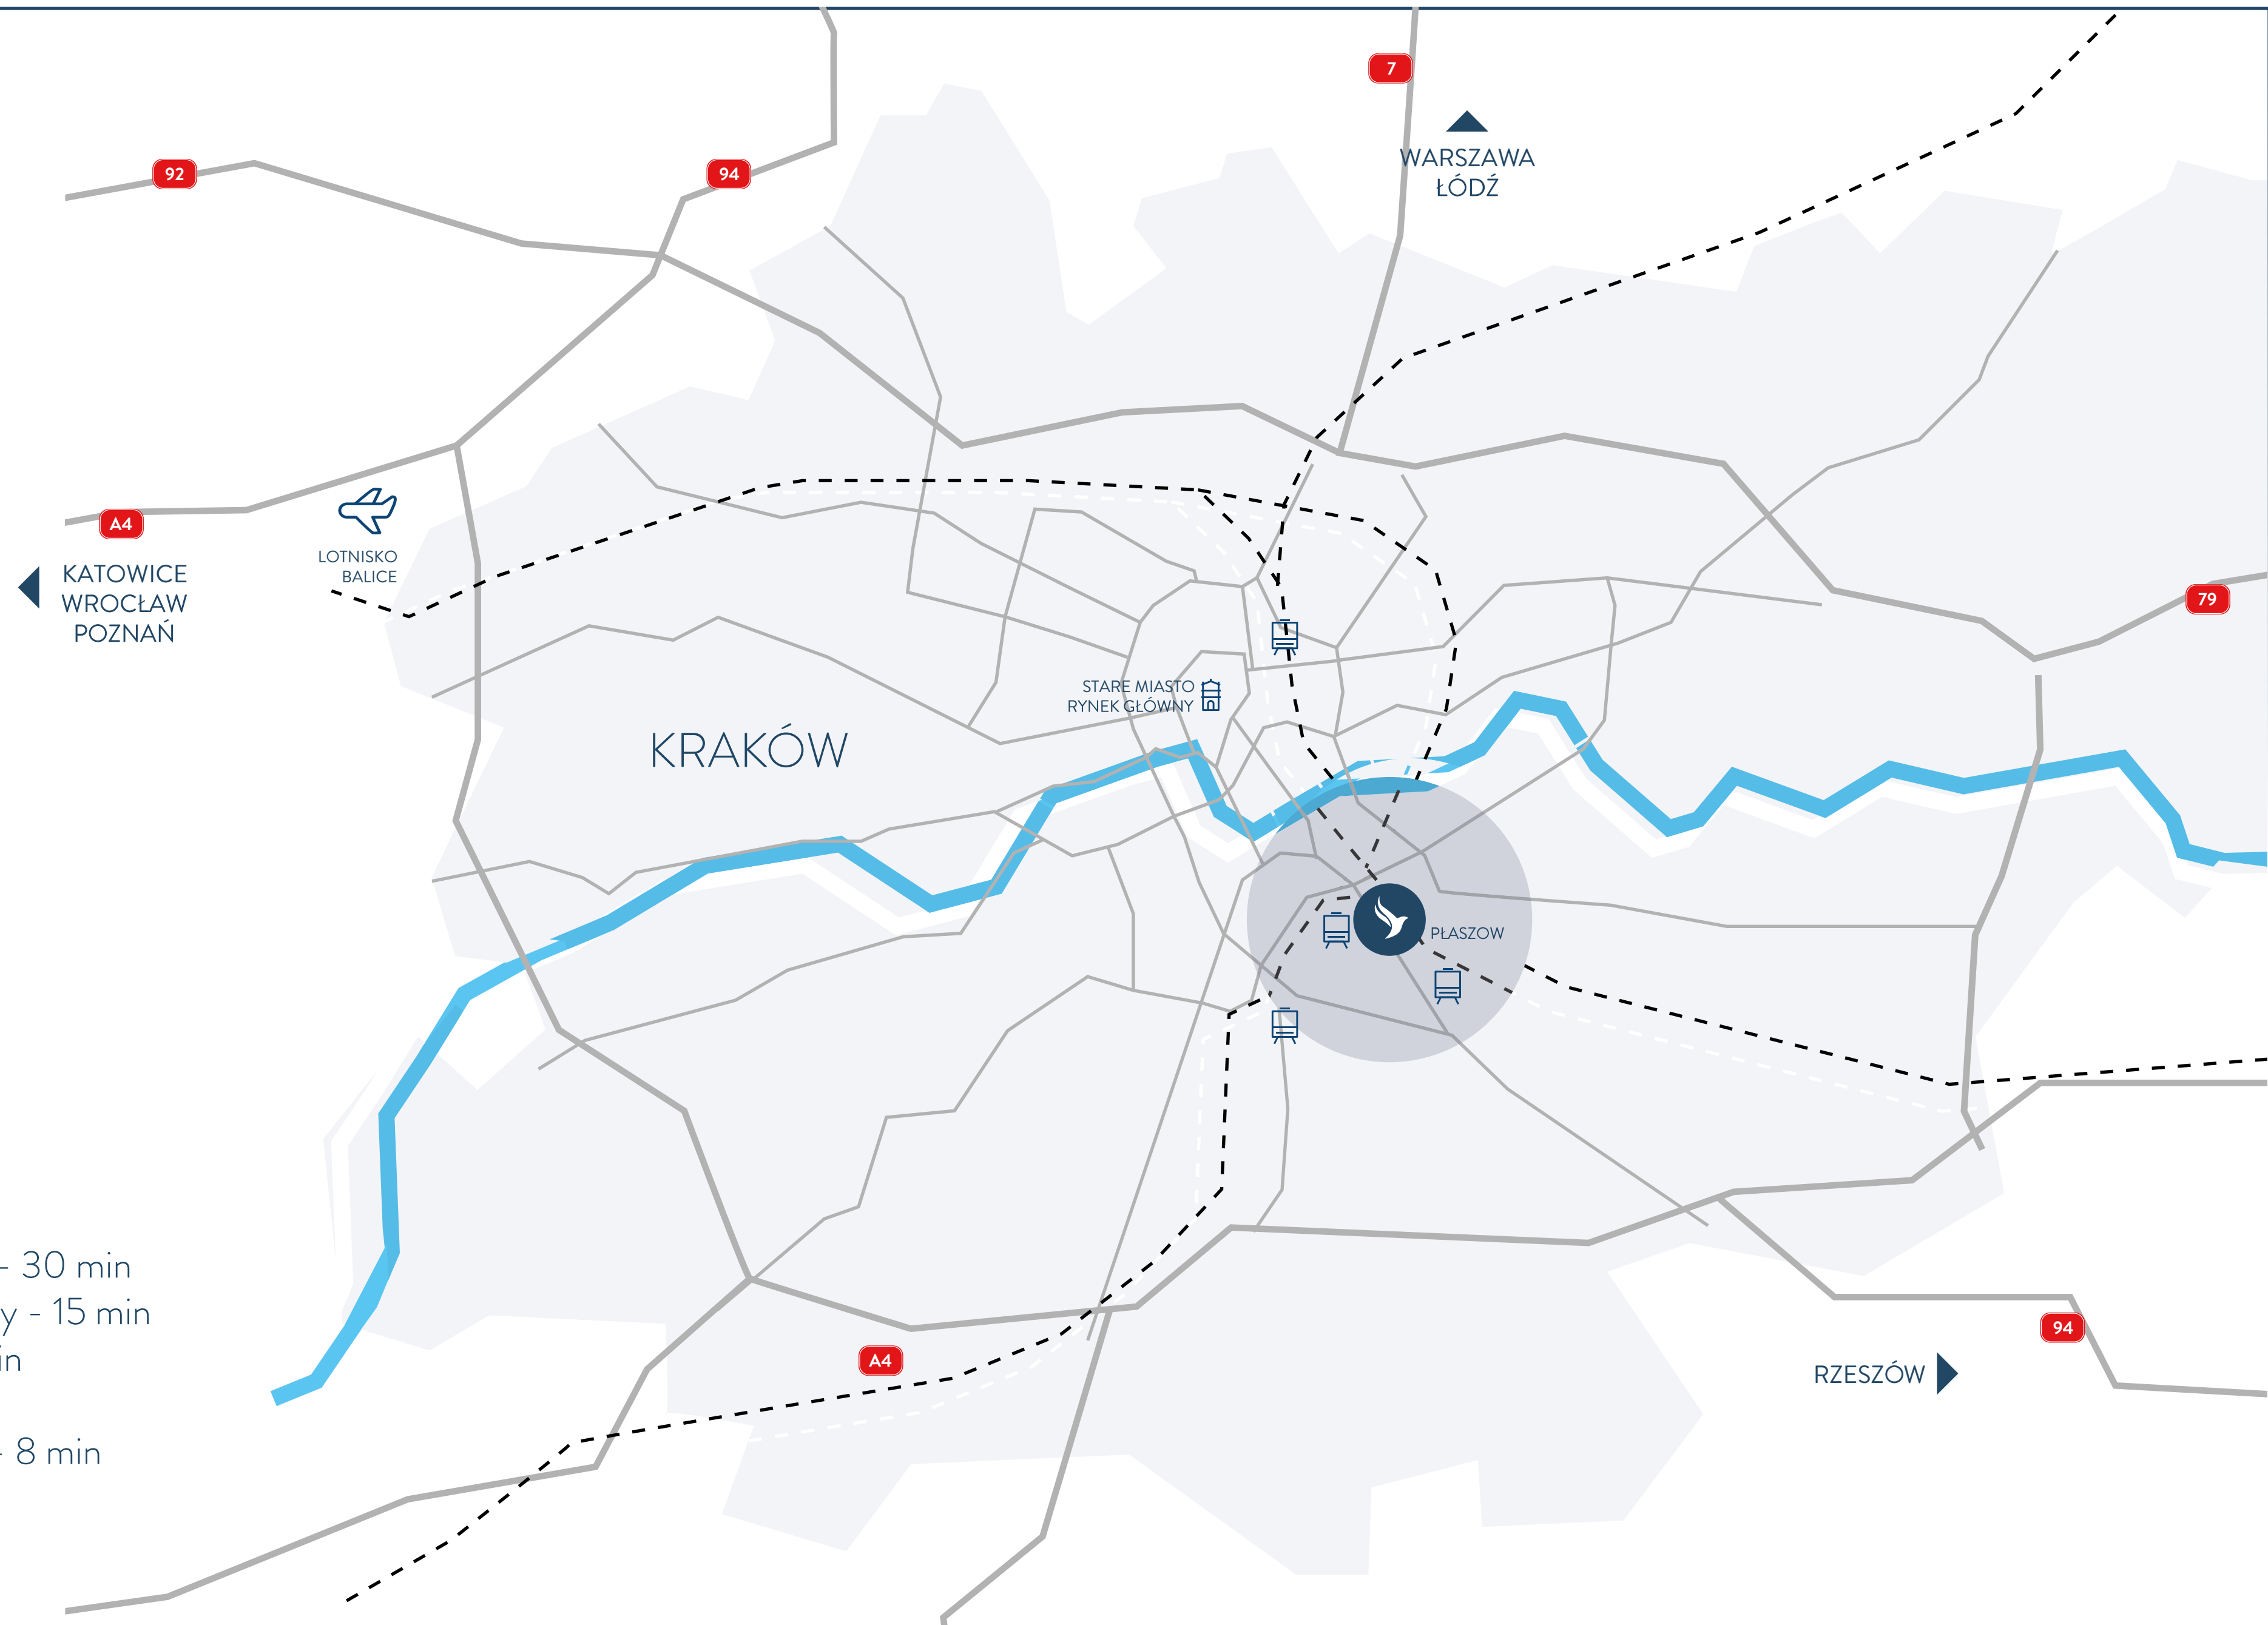 7
WARSZAWA
ŁÓDŹ
92
94
A4
KATOWICE
WROCŁAW
POZNAŃ
LOTNISKO
BALICE
79
STARE MIASTO
RYNEK GŁÓWNY
KRAKÓW
PŁASZOW
- 30 min
y - 15 min
in
- 8 min
A4
94
RZESZÓW